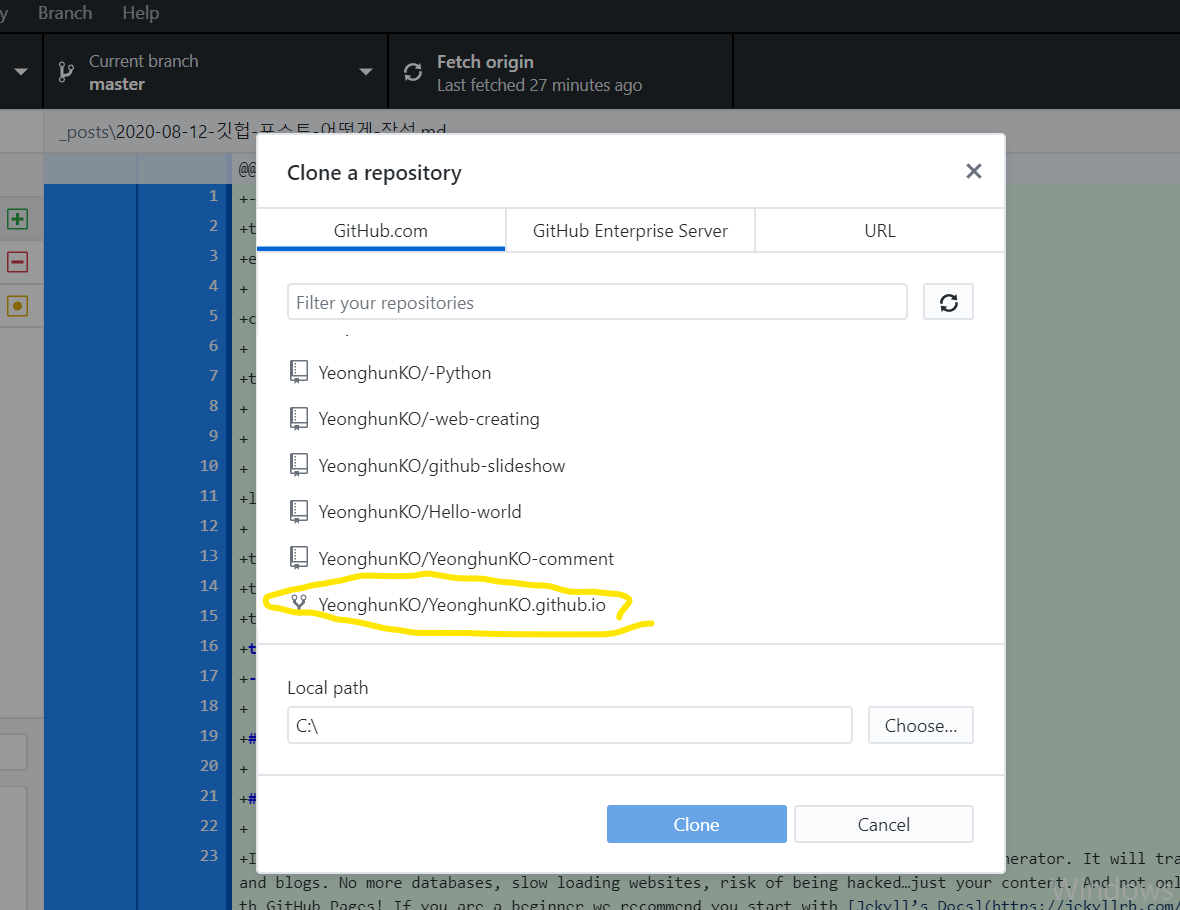 y Branch Help
Current branch
master
Fetch origin
Last fetched 27 minutes ago
_posts\2020-08-12-깃헙-포스트-어떻게-작성.md
@@
Clone a repository
GitHub.com
GitHub Enterprise Server
URL
Filter your repositories
YeonghunKO/-Python
YeonghunKO/-web-creating
YeonghunKO/github-slideshow
YeonghunKO/Hello-world
YeonghunKO/YeonghunKO-comment
YeonghunKO/YeonghunKO.github.io
Local path
C:\
Choose...
Clone
Cancel
1 +-
2 +t
3 +e
4 +
5 +c
6 +
7 +t
8 +
9 +
10 +
11 +l
12 +
13 +t
14 +t
15 +t
16 +t
17 +-
18 +
19 +#
20 +
21 +#
22 +
23 +I nerator. It will tra
and blogs. No more databases, slow loading websites, risk of being hacked…just your content. And not onl
th GitHub Pages! If you are a beginner we recommend you start with [Jekyll's Docs](https://jekyllrb.com/
Windows